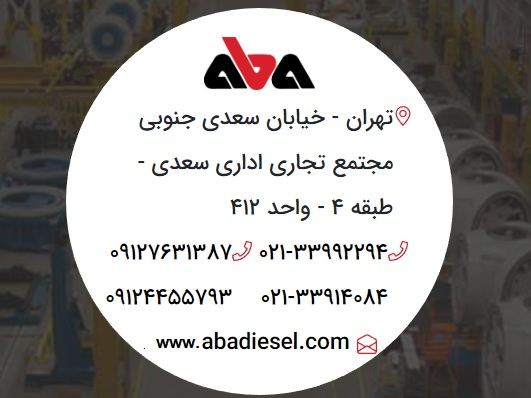 aba
تهران - خیابان سعدی جنوبی
مجتمع تجاری اداری سعدی -
طبقه ۴ - واحد ۴۱۲
۰۲۱-۳۳۹۹۲۲۹۴ ۰۹۱۲۷۶۳۱۳۸۷
۰۲۱-۳۳۹۱۴۰۸۴ ۰۹۱۲۴۴۵۵۷۹۳
www.abadiesel.com